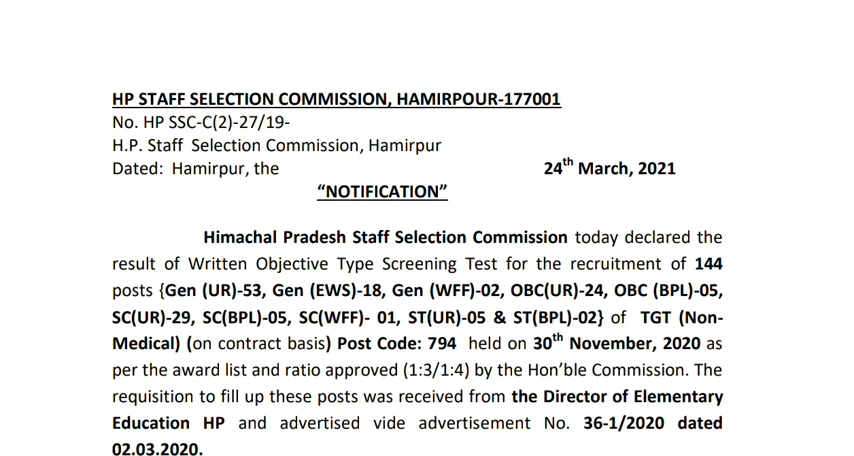 HP STAFF SELECTION COMMISSION, HAMIRPOUR-177001
No. HP SSC-C(2)-27/19-
H.P. Staff Selection Commission, Hamirpur
Dated: Hamirpur, the 24th March, 2021
“NOTIFICATION”
Himachal Pradesh Staff Selection Commission today declared the
result of Written Objective Type Screening Test for the recruitment of 144
posts {Gen (UR)-53, Gen (EWS)-18, Gen (WFF)-02, OBC(UR)-24, OBC (BPL)-05,
SC(UR)-29, SC(BPL)-05, SC(WFF)- 01, ST(UR)-05 & ST(BPL)-02} of TGT (Non-
Medical) (on contract basis) Post Code: 794 held on 30th November, 2020 as
per the award list and ratio approved (1:3/1:4) by the Hon’ble Commission. The
requisition to fill up these posts was received from the Director of Elementary
Education HP and advertised vide advertisement No. 36-1/2020 dated
02.03.2020.